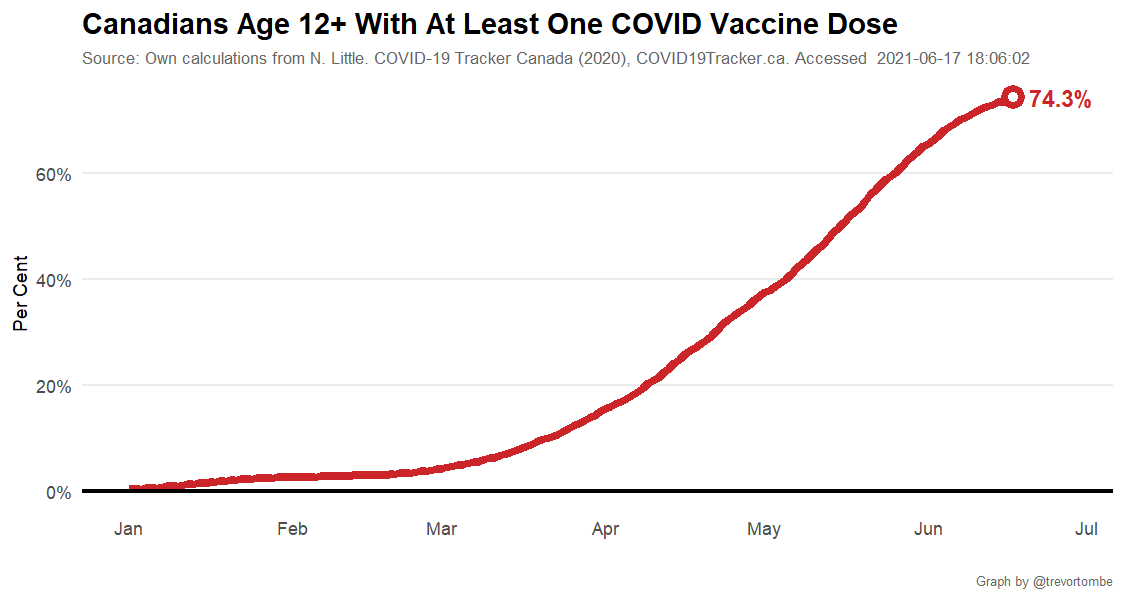 Canadians Age 12+ With At Least One COVID Vaccine Dose
Source: Own calculations from N. Little. COVID-19 Tracker Canada (2020), COVID19Tracker.ca. Accessed  2021-06-17 18:06:02
74.3%
60%
40%
20%
0%
Per Cent
Jan Feb Mar Apr May Jun Jul
Graph by @trevortombe